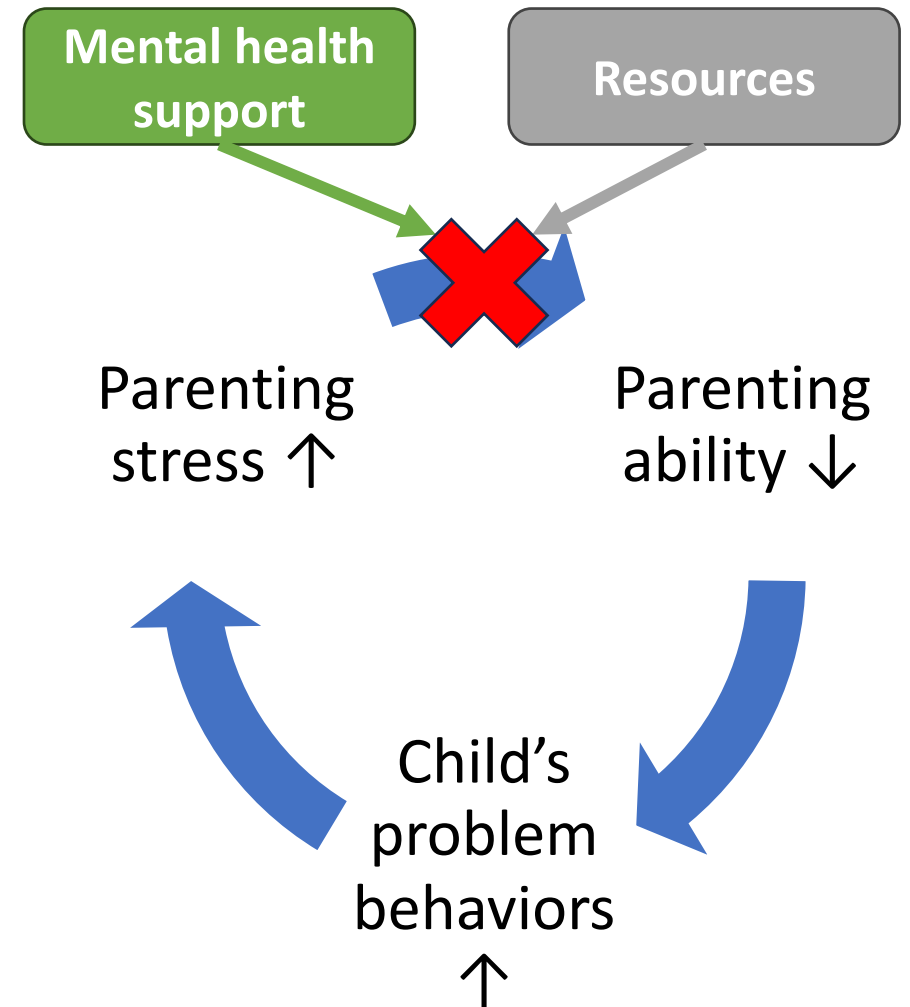 Mental health
support
Resources
Parenting
stress ↑
Parenting
ability ↓
Child’s
problem
behaviors
↑